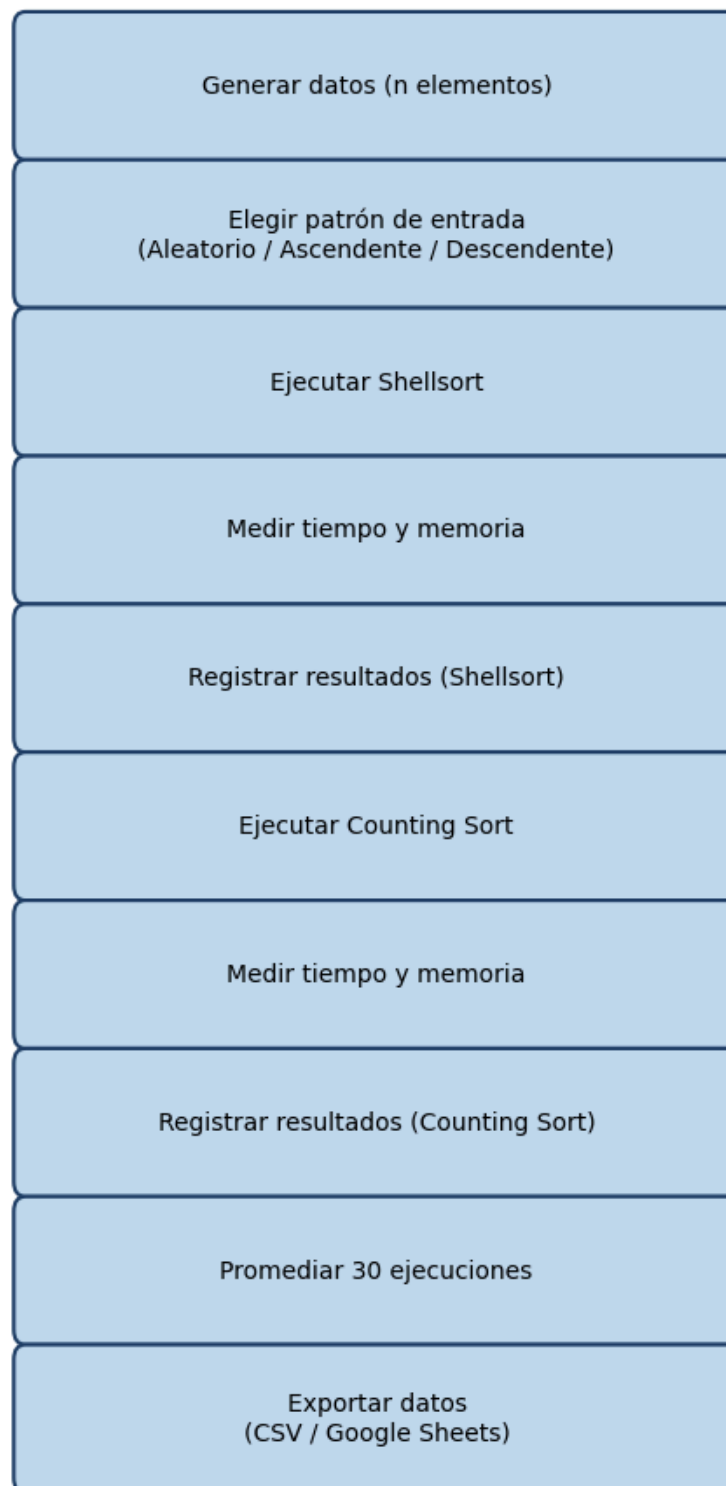 Generar datos (n elementos)
Elegir patrón de entrada
(Aleatorio / Ascendente / Descendente)
Ejecutar Shellsort
Medir tiempo y memoria
Registrar resultados (Shellsort)
Ejecutar Counting Sort
Medir tiempo y memoria
Registrar resultados (Counting Sort)
Promediar 30 ejecuciones
Exportar datos
(CSV / Google Sheets)